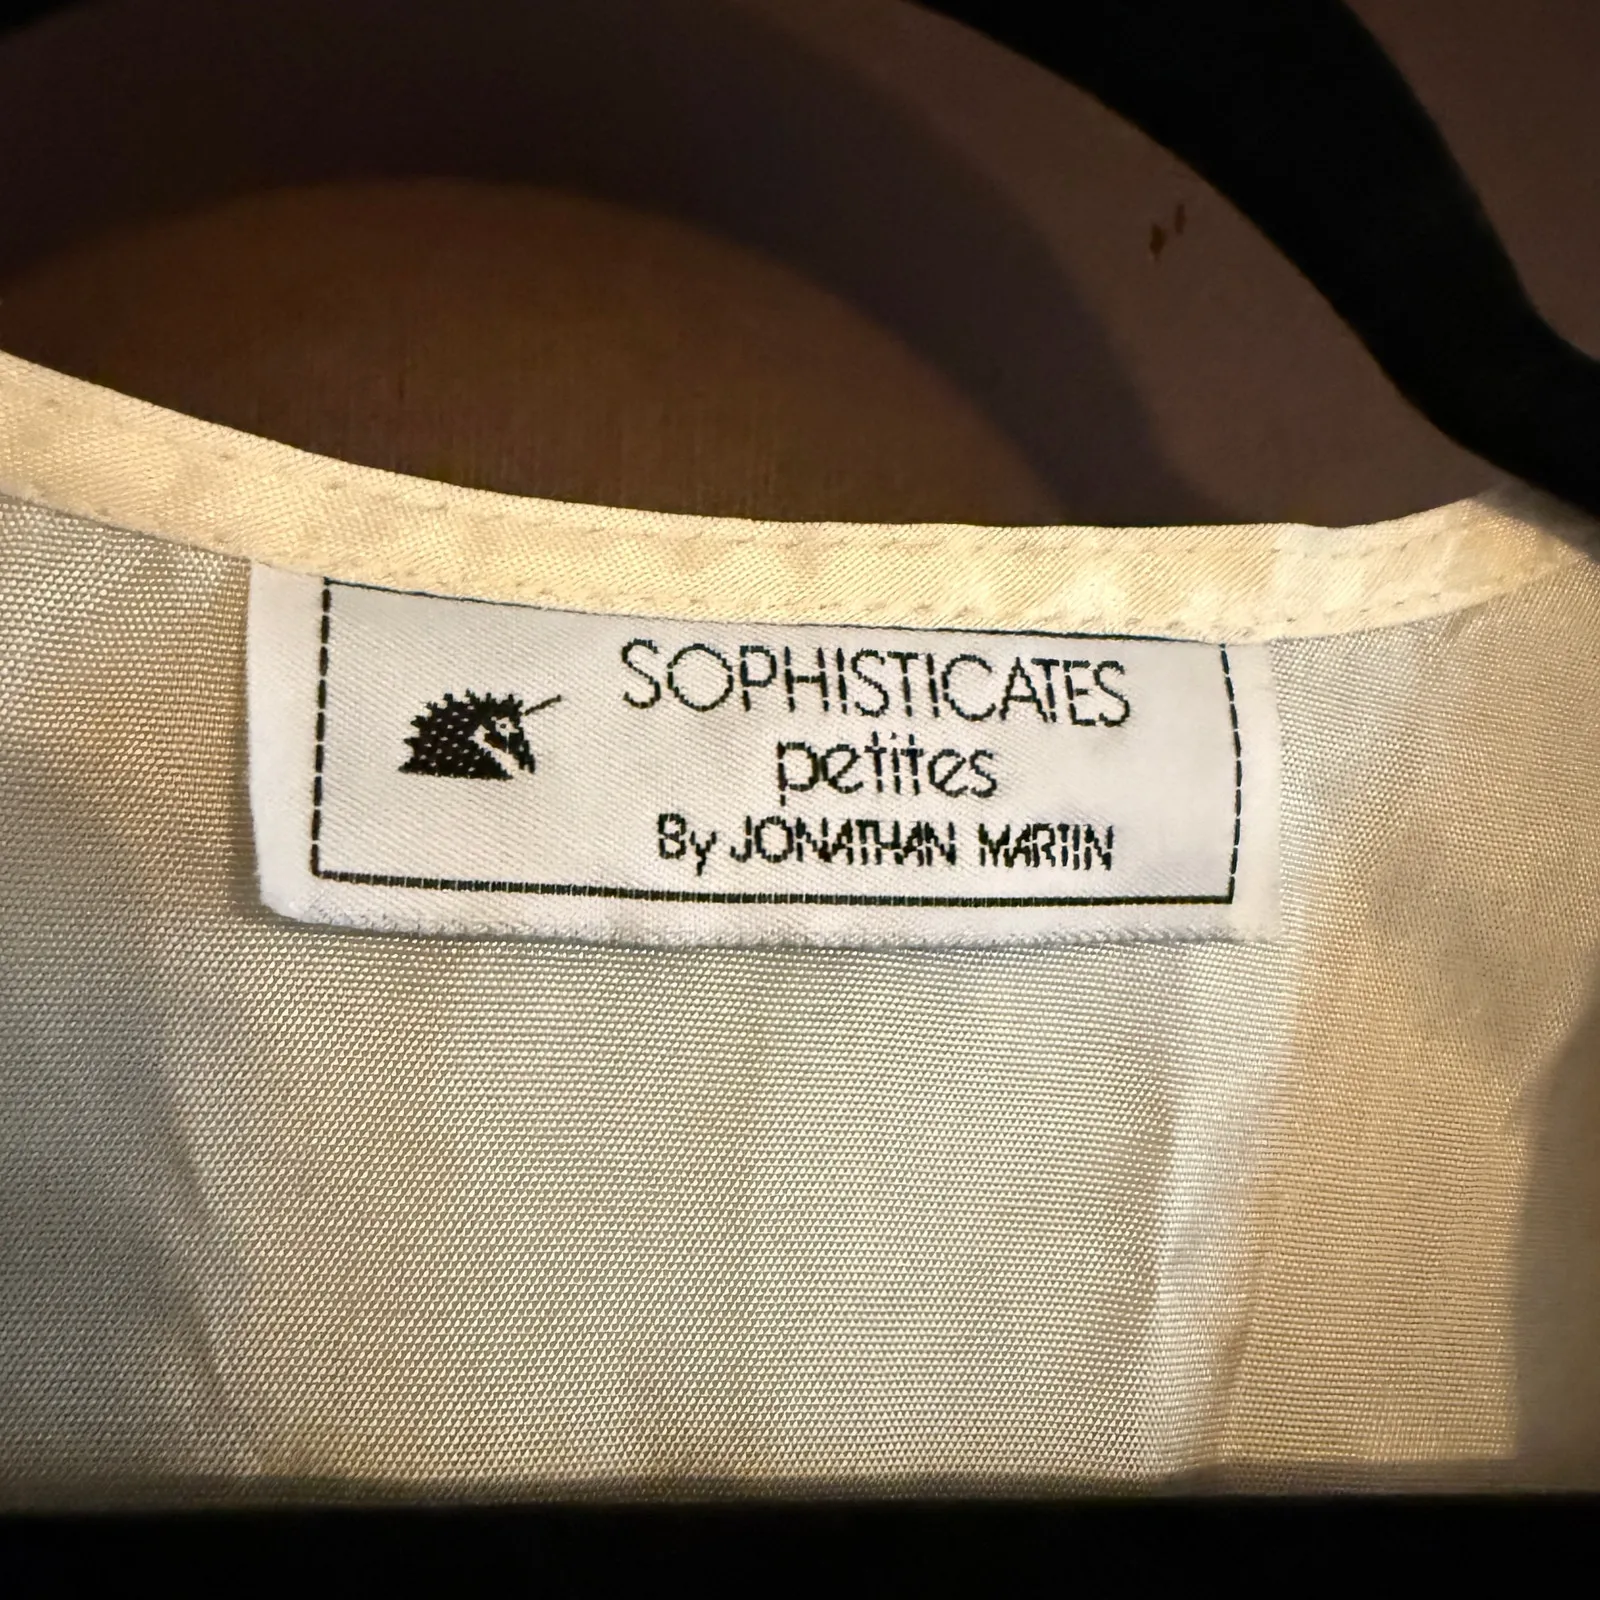 SOPHISTICATES
petites
By JONATHAN MARTIN